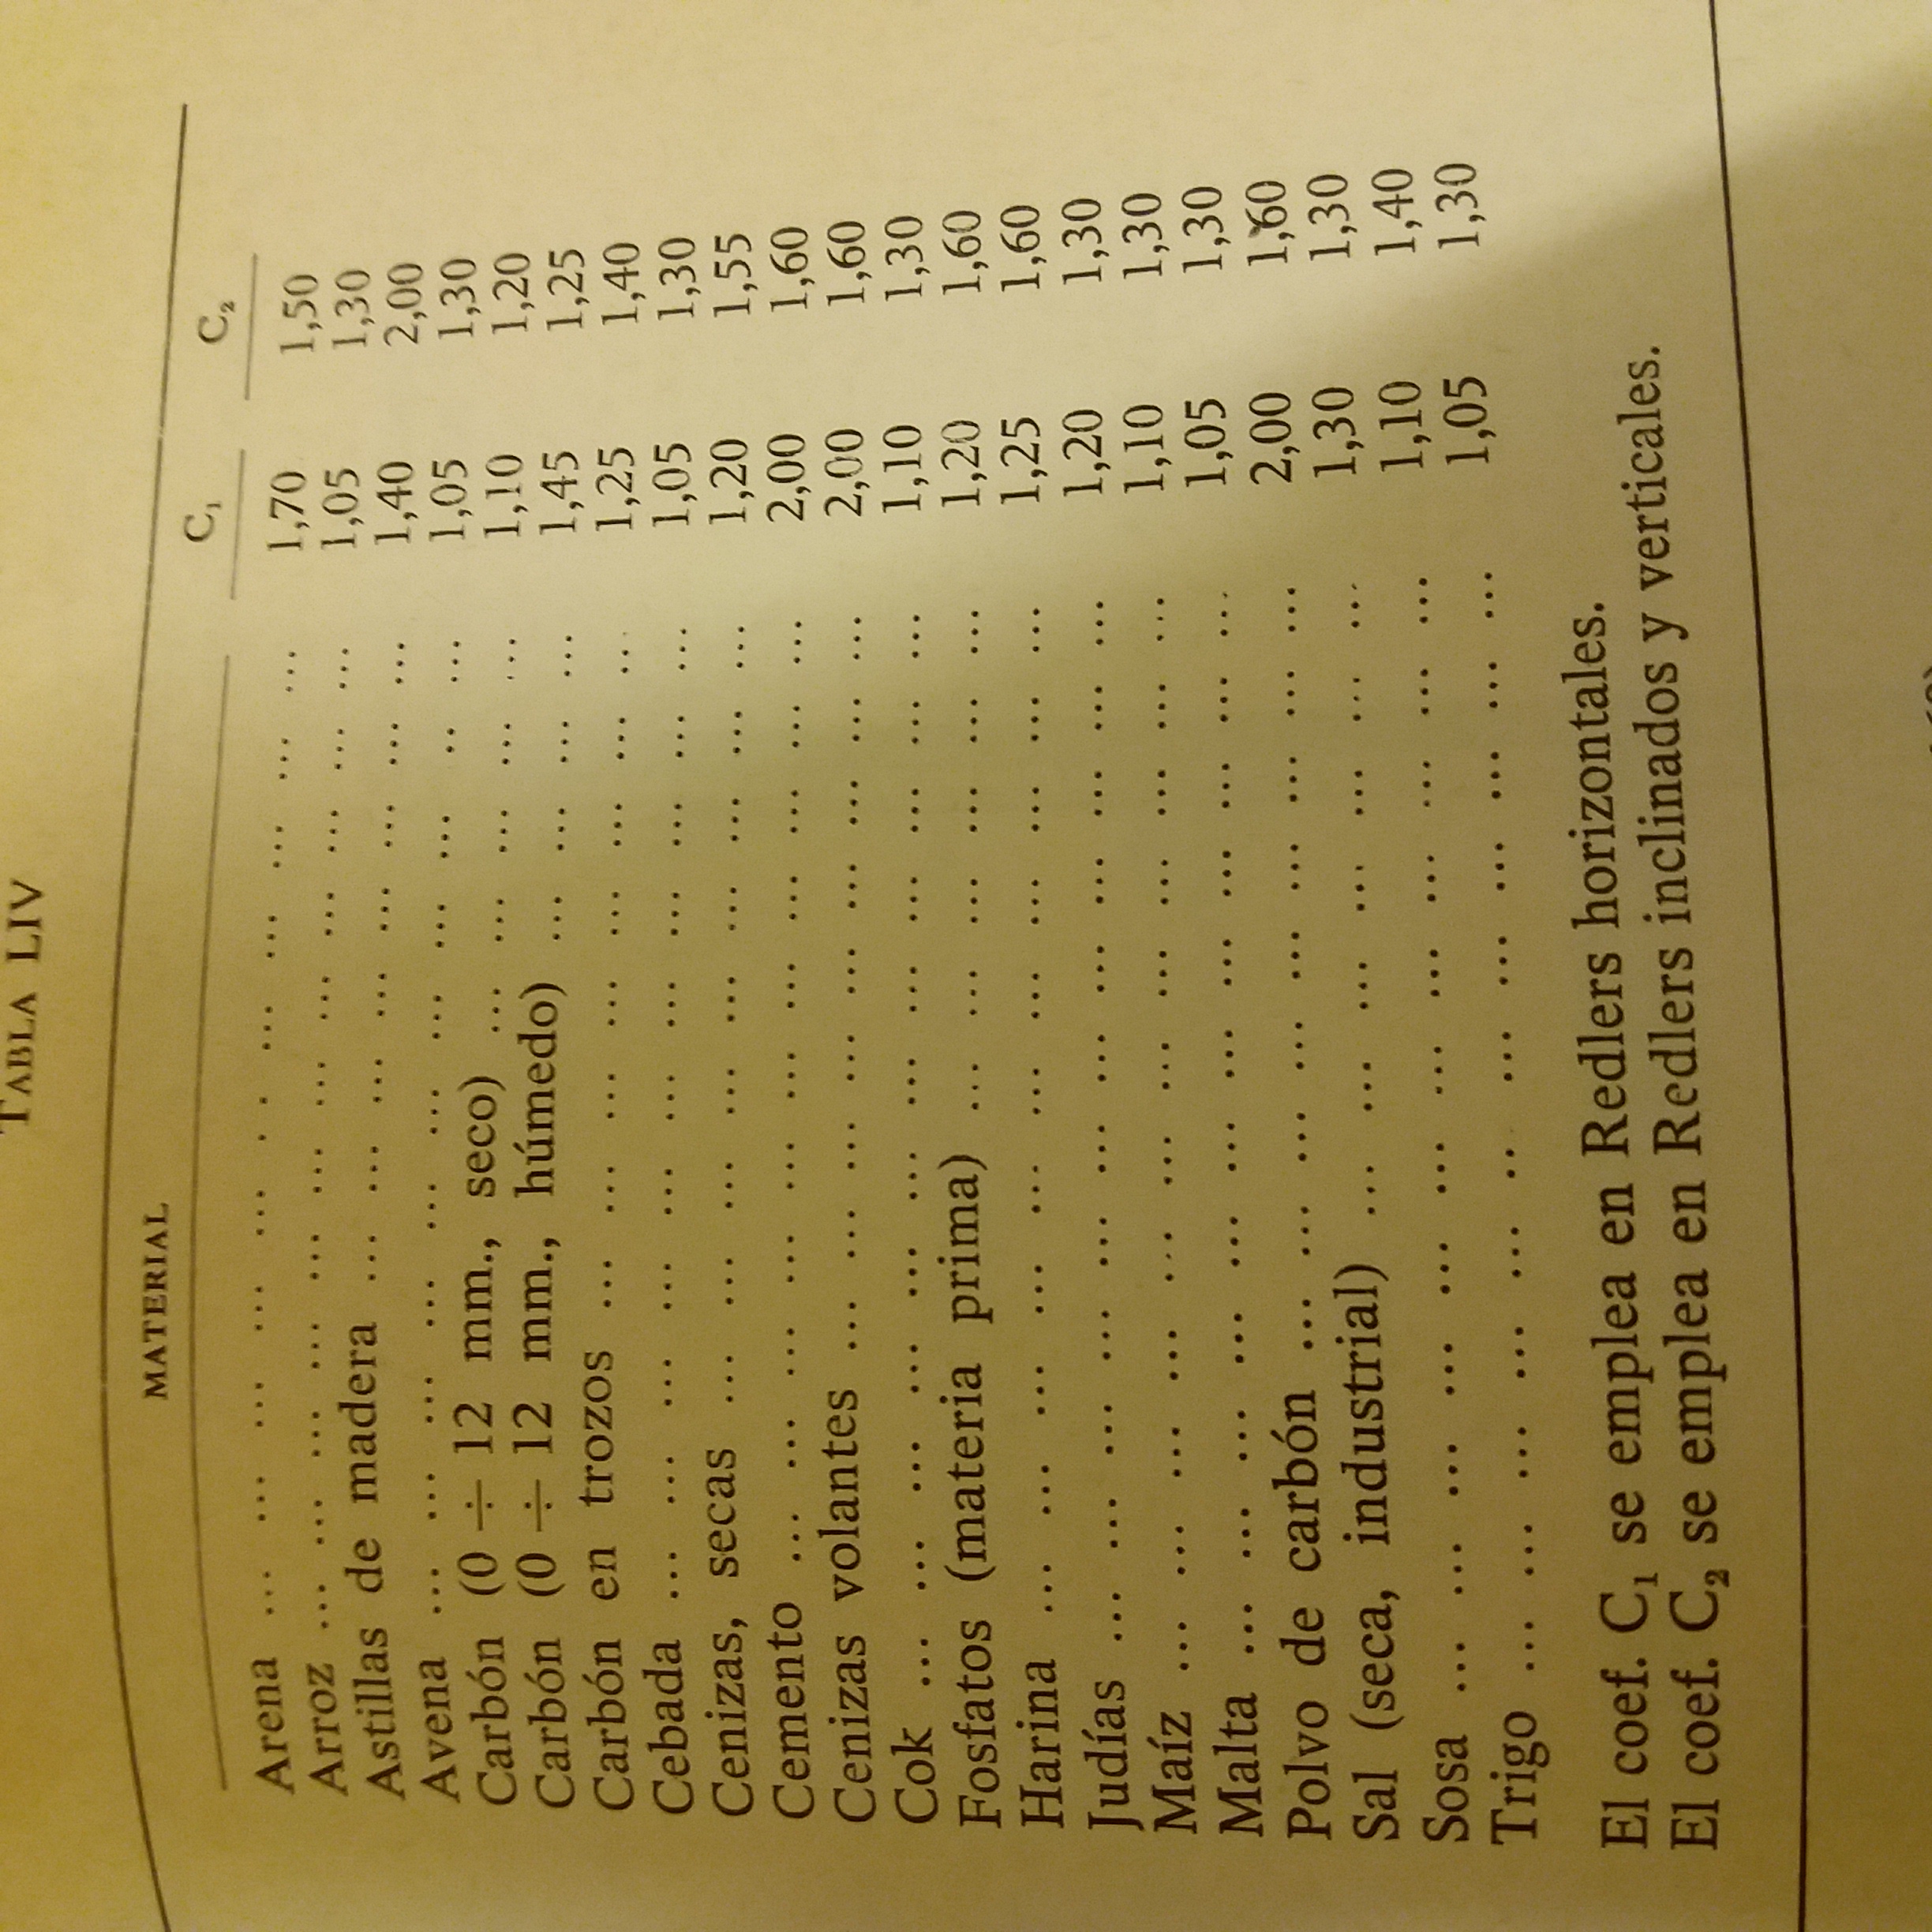 TABLA LIV
MATERIAL C₁ C₂
Arena ... ... ... ... ... ... ... ... ... ... ... 1,70 1,50
Arroz ... ... ... ... ... ... ... ... ... ... ... ... 1,05 1,30
Astillas de madera ... ... ... ... ... ... ... ... 1,40 2,00
Avena ... ... ... ... ... ... ... ... ... ... .. ... 1,05 1,30
Carbón (0 ÷ 12 mm., seco) ... ... ... ... ... 1,10 1,20
Carbón (0 ÷ 12 mm., húmedo) ... ... ... ... 1,45 1,25
Carbón en trozos ... ... ... ... ... ... ... ... .. 1,25 1,40
Cebada ... ... ... ... ... ... ... ... ... ... ... ... 1,05 1,30
Cenizas, secas ... ... ... ... ... ... ... ... ... ... 1,20 1,55
Cemento ... ... ... ... ... ... ... ... ... ... ... ... 2,00 1,60
Cenizas volantes ... ... ... ... ... ... ... ... ... 2,00 1,60
Cok ... ... ... ... ... ... ... ... ... ... ... ... ... 1,10 1,30
Fosfatos (materia prima) ... ... ... ... ... ... 1,20 1,60
Harina ... ... ... ... ... ... ... ... ... ... ... ... 1,25 1,60
Judías ... ... ... ... ... ... ... ... ... ... ... ... 1,20 1,30
Maíz ... ... ... ... ... ... ... ... ... ... ... ... ... 1,10 1,30
Malta ... ... ... ... ... ... ... ... ... ... ... ... 1,05 1,30
Polvo de carbón ... ... ... ... ... ... ... ... ... 2,00 1,60
Sal (seca, industrial) ... ... ... ... ... ... ... 1,30 1,30
Sosa ... ... ... ... ... ... ... ... ... ... ... ... ... 1,10 1,40
Trigo ... ... ... ... ... .. ... ... ... ... ... ... 1,05 1,30
El coef. C₁ se emplea en Redlers horizontales.
El coef. C₂ se emplea en Redlers inclinados y verticales.